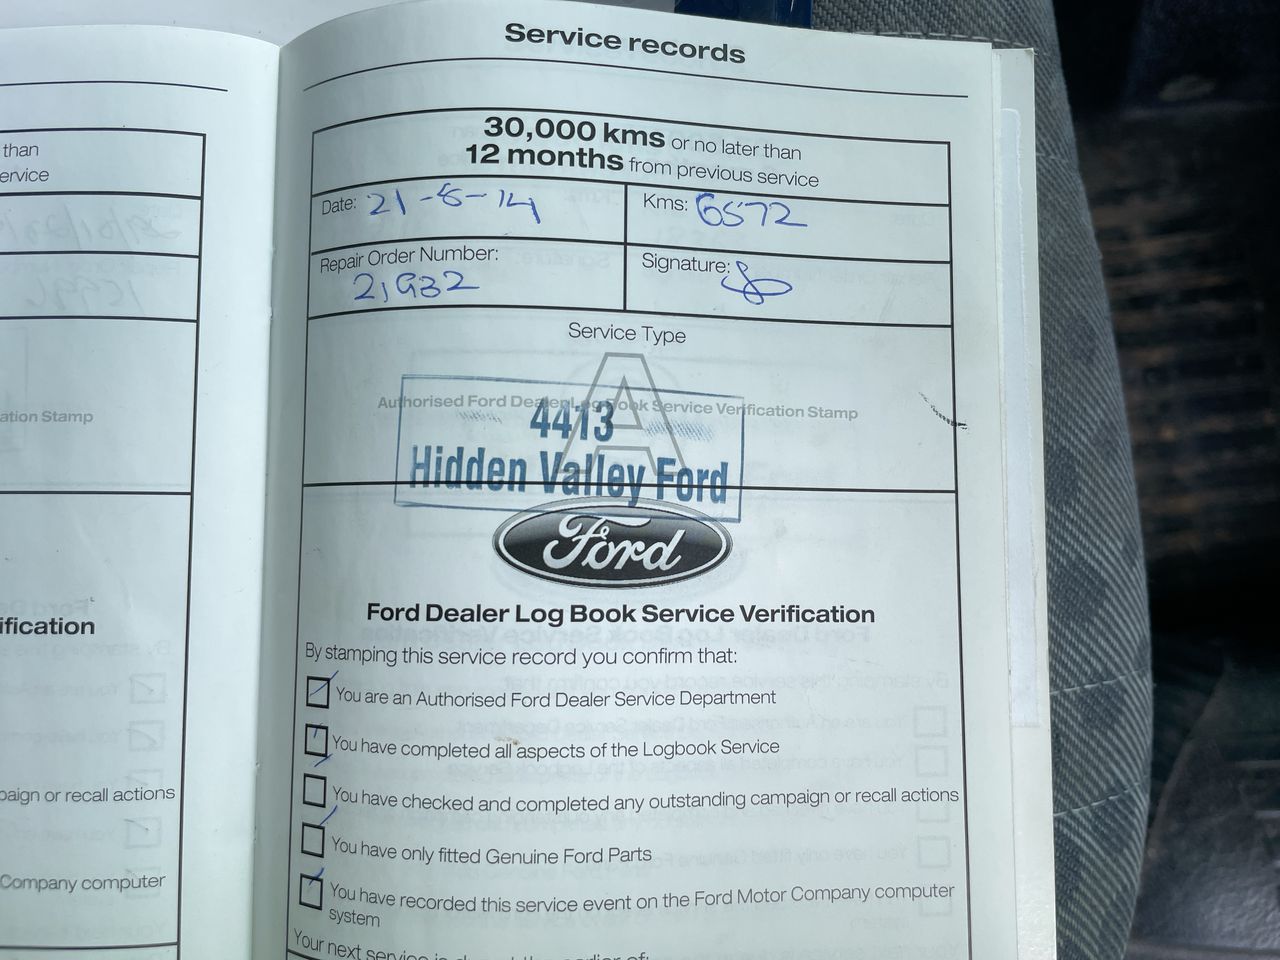 Service records
than
ervice
ation Stamp
ification
paign or recall actions
Company computer
30,000 kms or no later than
12 months from previous service
Date: 21-8-14
Kms: 6572
Repair Order Number:
21932
Signature:
Service Type
A
Authorised Ford Dealer Log Book Service Verification Stamp
4413
Hidden Valley Ford
Ford
Ford Dealer Log Book Service Verification
By stamping this service record you confirm that:
You are an Authorised Ford Dealer Service Department
You have completed all aspects of the Logbook Service
You have checked and completed any outstanding campaign or recall actions
You have only fitted Genuine Ford Parts
You have recorded this service event on the Ford Motor Company computer
system
Your next service is